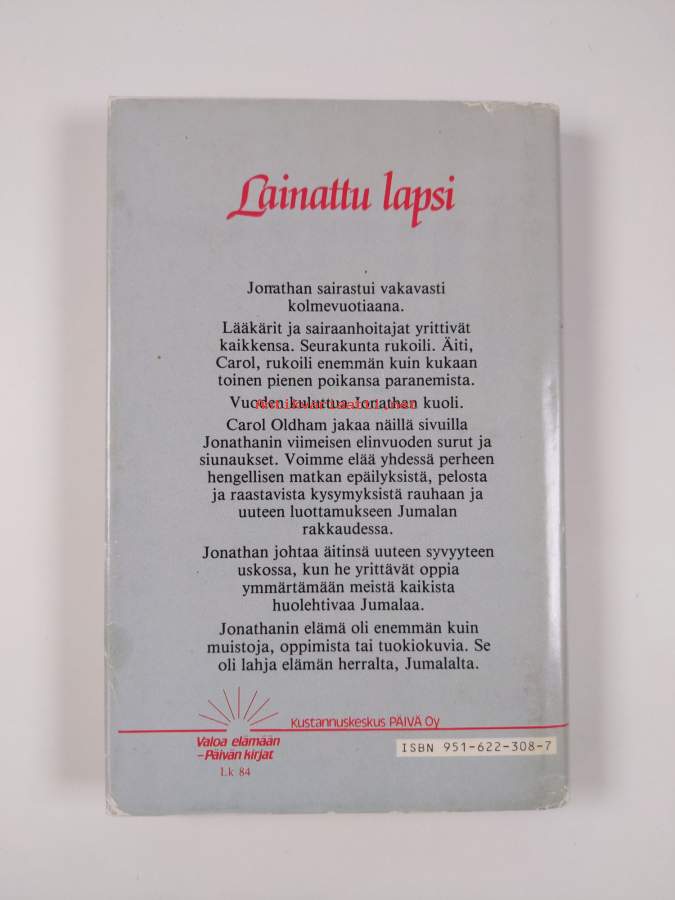 Lainattu lapsi
Jonathan sairastui vakavasti
kolmevuotiaana.
Lääkärit ja sairaanhoitajat yrittivät
kaikkensa. Seurakunta rukoili. Äiti,
Carol, rukoili enemmän kuin kukaan
toinen pienen poikansa paranemista.
Vuoden kuluttua Jonathan kuoli.
Antikvariaatti.net
Carol Oldham jakaa näillä sivuilla
Jonathanin viimeisen elinvuoden surut ja
siunaukset. Voimme elää yhdessä perheen
hengellisen matkan epäilyksistä, pelosta
ja raastavista kysymyksistä rauhaan ja
uuteen luottamukseen Jumalan
rakkaudessa.
Jonathan johtaa äitinsä uuteen syvyyteen
uskossa, kun he yrittävät oppia
ymmärtämään meistä kaikista
huolehtivaa Jumalaa.
Jonathanin elämä oli enemmän kuin
muistoja, oppimista tai tuokiokuvia. Se
oli lahja elämän herralta, Jumalalta.
Kustannuskeskus PÄIVÄ Oy
Valoa elämään
–Päivän kirjat
Lk 84
ISBN 951-622-308-7